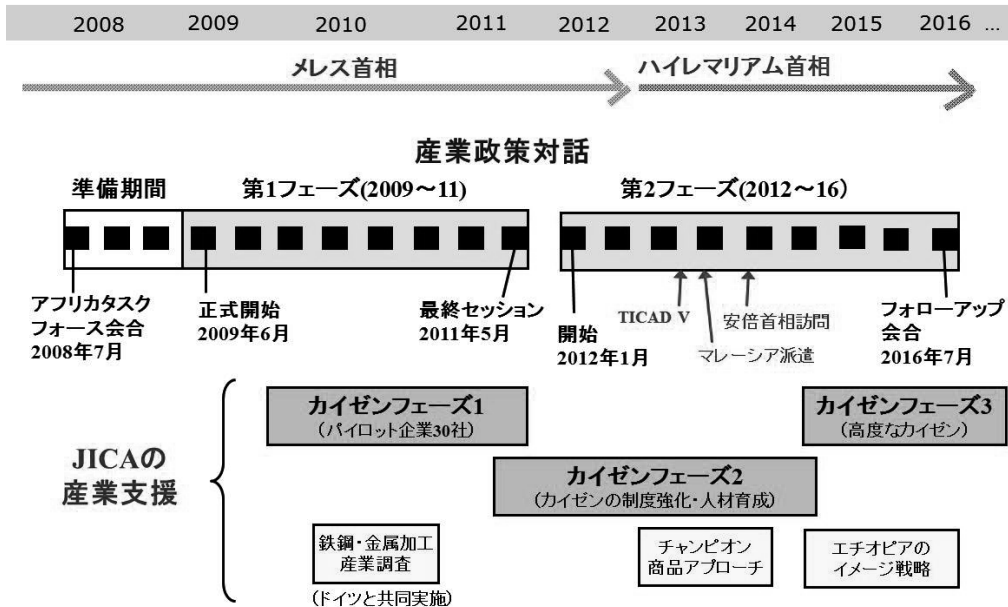 2008 2009 2010 2011 2012 2013 2014 2015 2016 ...
メレス首相
ハイレマリアム首相
産業政策対話
準備期間
第1フェーズ(2009～11)
第2フェーズ(2012～16)
アフリカタスク
フォース会合
2008年7月
正式開始
2009年6月
最終セッション
2011年5月
開始
2012年1月
TICAD V
マレーシア派遣
安倍首相訪問
フォローアップ
会合
2016年7月
JICAの
産業支援
カイゼンフェーズ1
(パイロット企業30社)
カイゼンフェーズ2
(カイゼンの制度強化・人材育成)
カイゼンフェーズ3
(高度なカイゼン)
鉄鋼・金属加工
産業調査
(ドイツと共同実施)
チャンピオン
商品アプローチ
エチオピアの
イメージ戦略